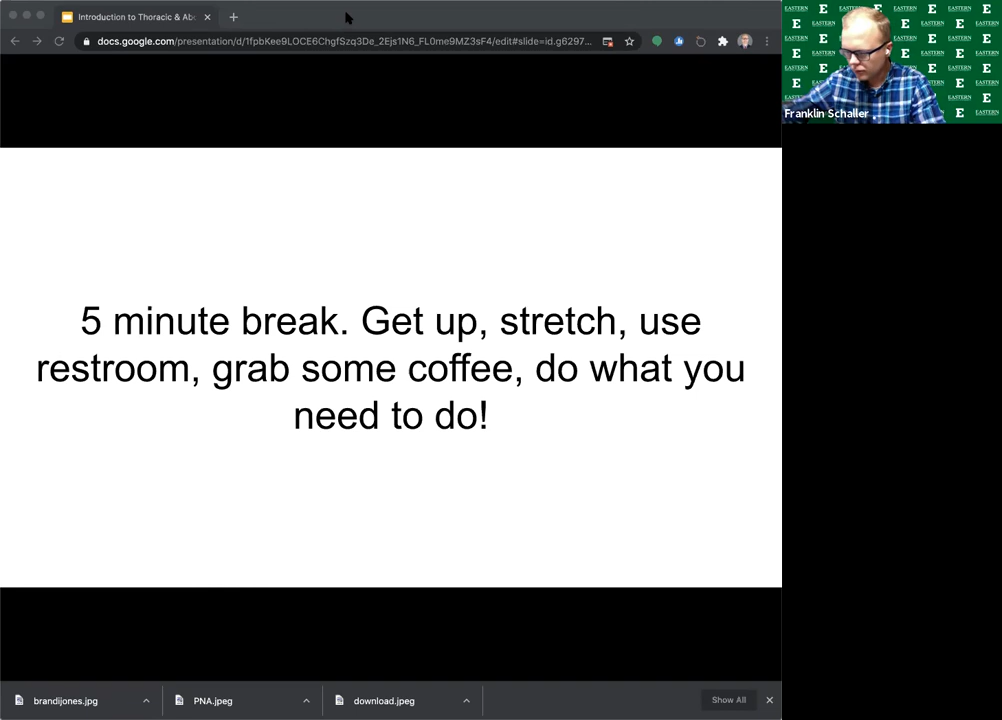 Introduction to Thoracic & Abd
docs.google.com/presentation/d/1fpbKee9LOCE6ChgfSzq3De_2Ejs1N6_FL0me9MZ3sF4/edit#slide=id.g6297...
EASTERN
E
Franklin Schaller
5 minute break. Get up, stretch, use
restroom, grab some coffee, do what you
need to do!
brandijones.jpg
PNA.jpeg
download.jpeg
Show All